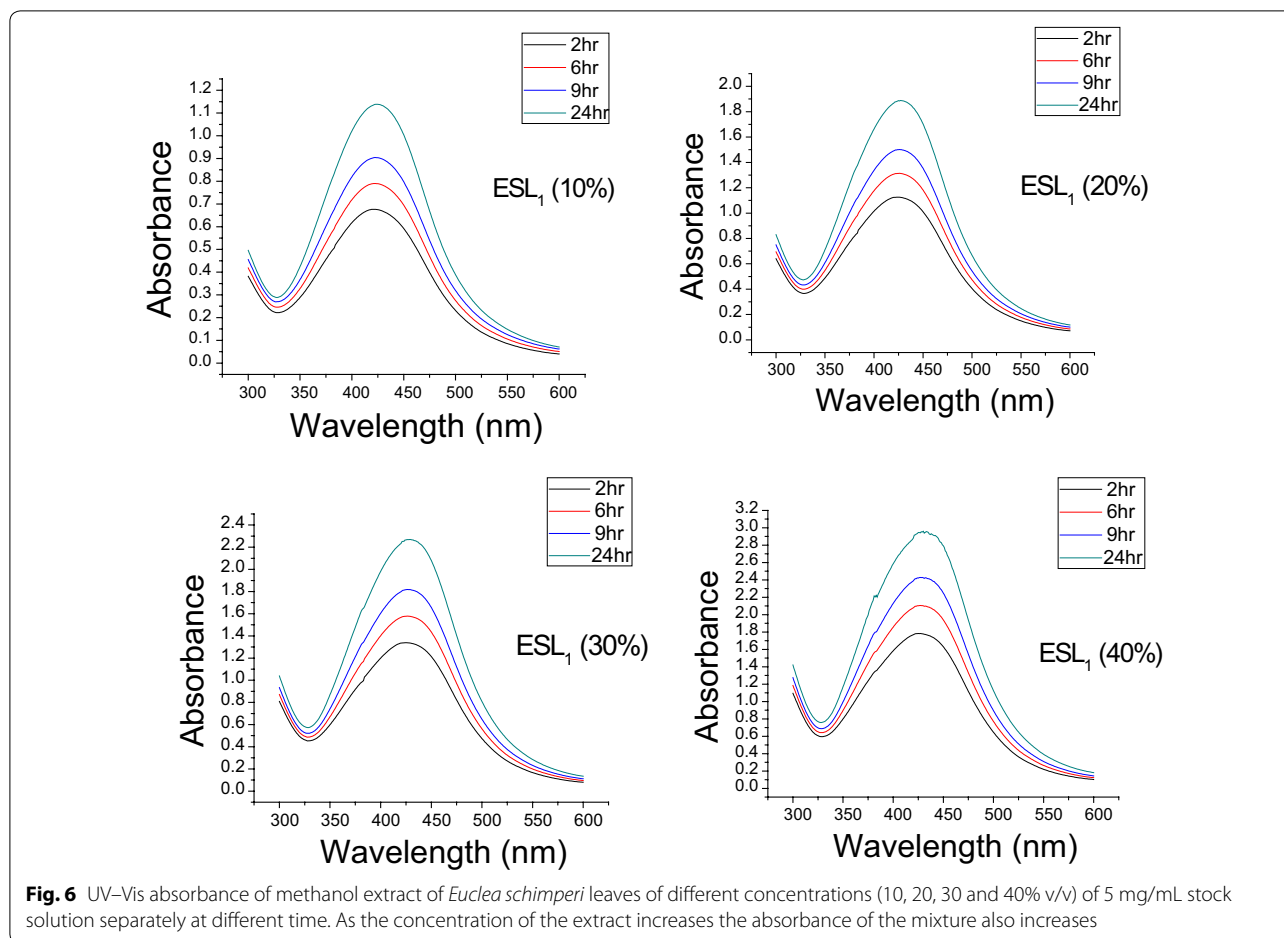 2hr
6hr
9hr
24hr
1.2
1.1
1.0
0.9
0.8
0.7
0.6
0.5
0.4
0.3
0.2
0.1
0.0
Absorbance
ESL1 (10%)
300 350 400 450 500 550 600
Wavelength (nm)
2hr
6hr
9hr
24hr
2.0
1.8
1.6
1.4
1.2
1.0
0.8
0.6
0.4
0.2
0.0
Absorbance
ESL1 (20%)
300 350 400 450 500 550 600
Wavelength (nm)
2hr
6hr
9hr
24hr
2.4
2.2
2.0
1.8
1.6
1.4
1.2
1.0
0.8
0.6
0.4
0.2
0.0
Absorbance
ESL1 (30%)
300 350 400 450 500 550 600
Wavelength (nm)
2hr
6hr
9hr
24hr
3.2
3.0
2.8
2.6
2.4
2.2
2.0
1.8
1.6
1.4
1.2
1.0
0.8
0.6
0.4
0.2
0.0
Absorbance
ESL1 (40%)
300 350 400 450 500 550 600
Wavelength (nm)
Fig. 6 UV–Vis absorbance of methanol extract of Euclea schimperi leaves of different concentrations (10, 20, 30 and 40% v/v) of 5 mg/mL stock
solution separately at different time. As the concentration of the extract increases the absorbance of the mixture also increases